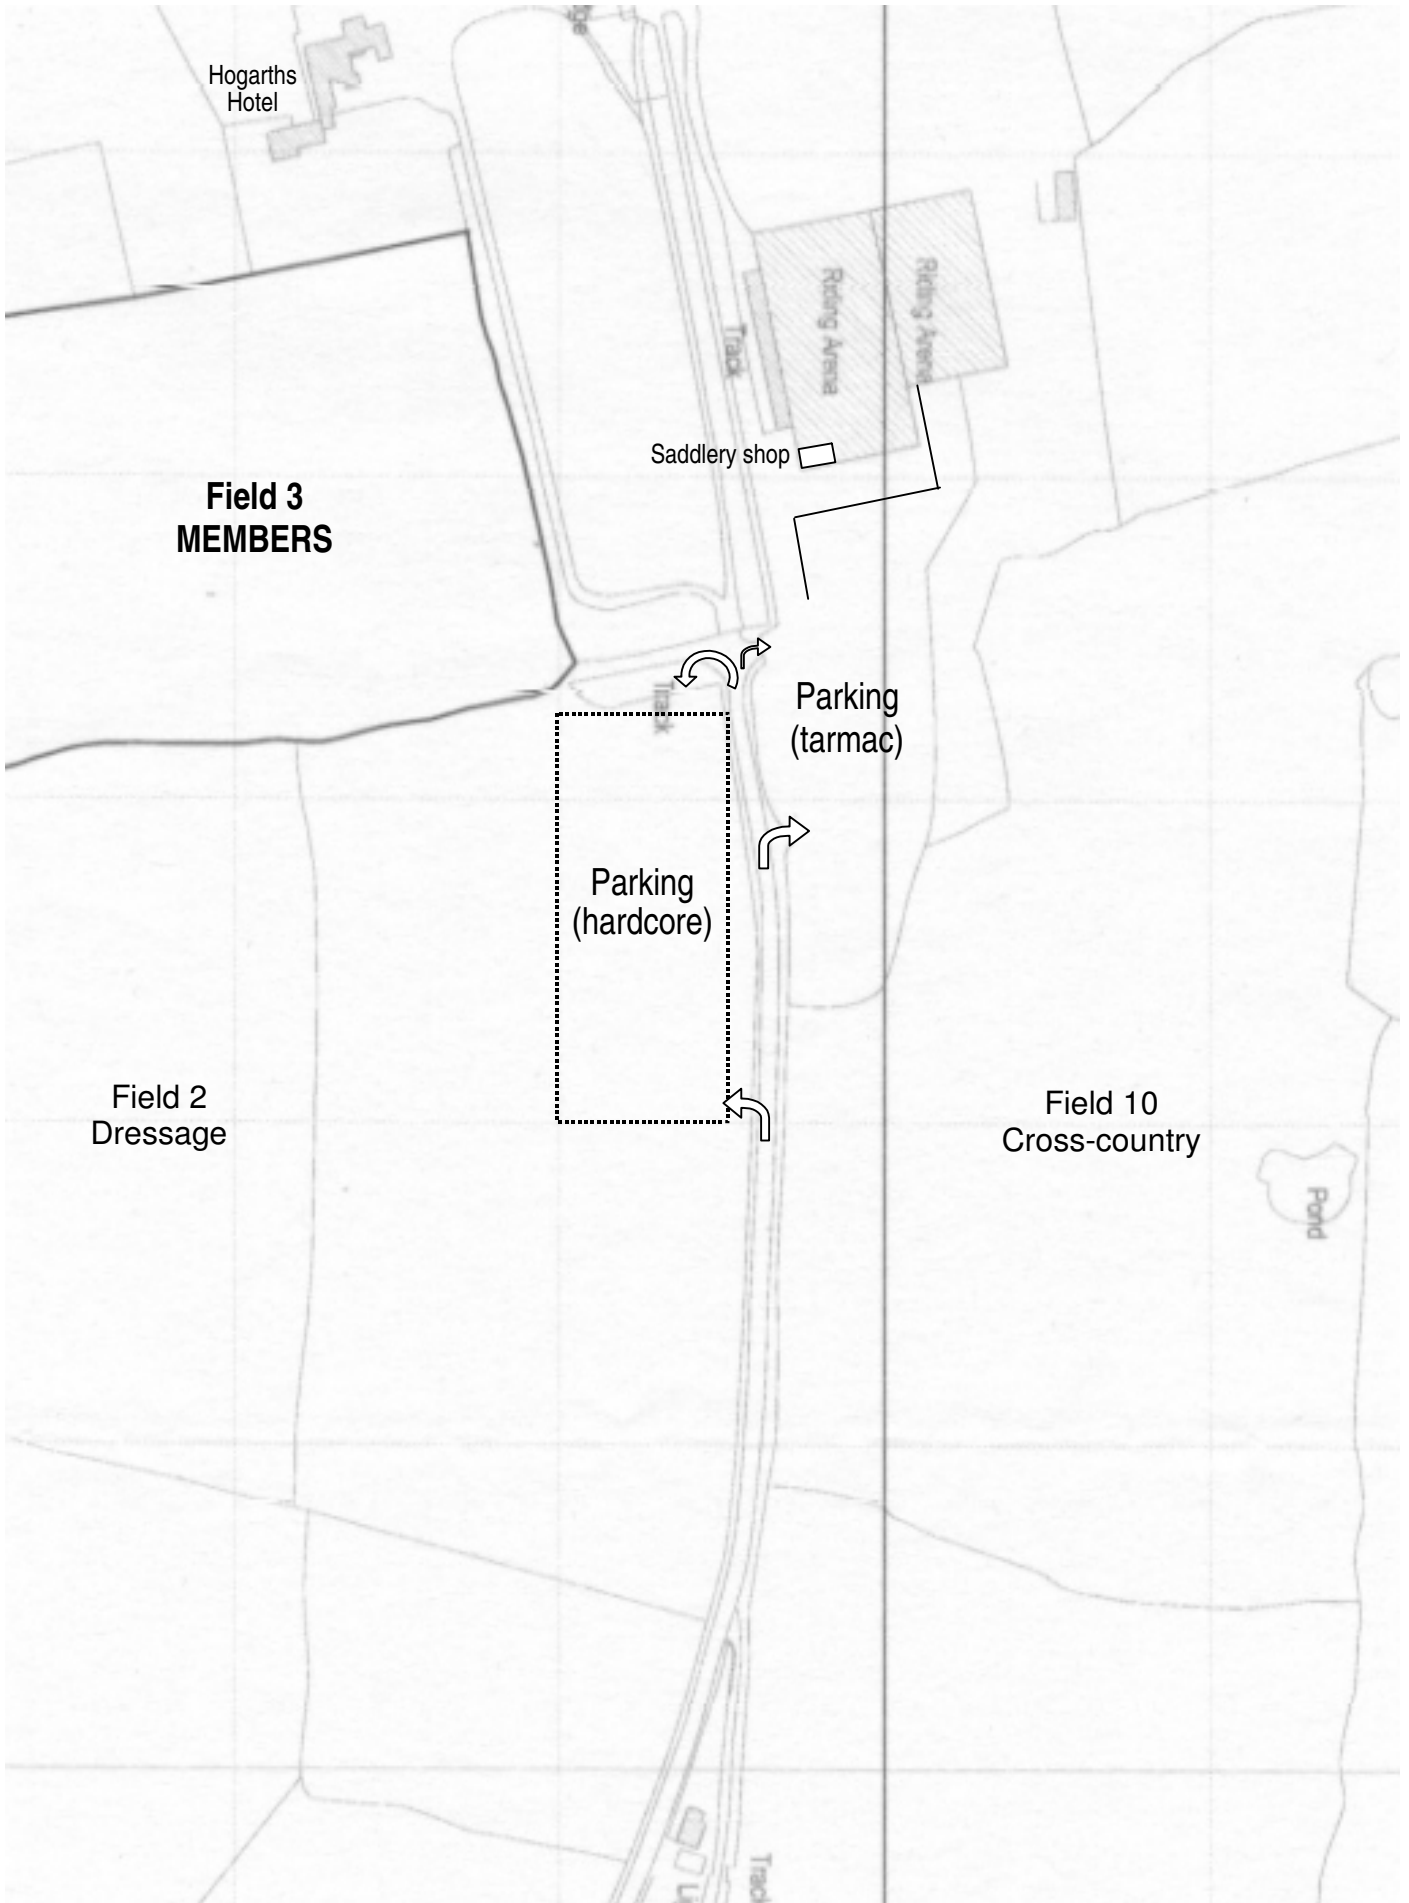 Hogarths
Hotel
Riding Arena
Riding Arena
Track
Saddlery shop
Field 3
MEMBERS
Track
Parking
(tarmac)
Parking
(hardcore)
Field 2
Dressage
Field 10
Cross-country
Pond
Track